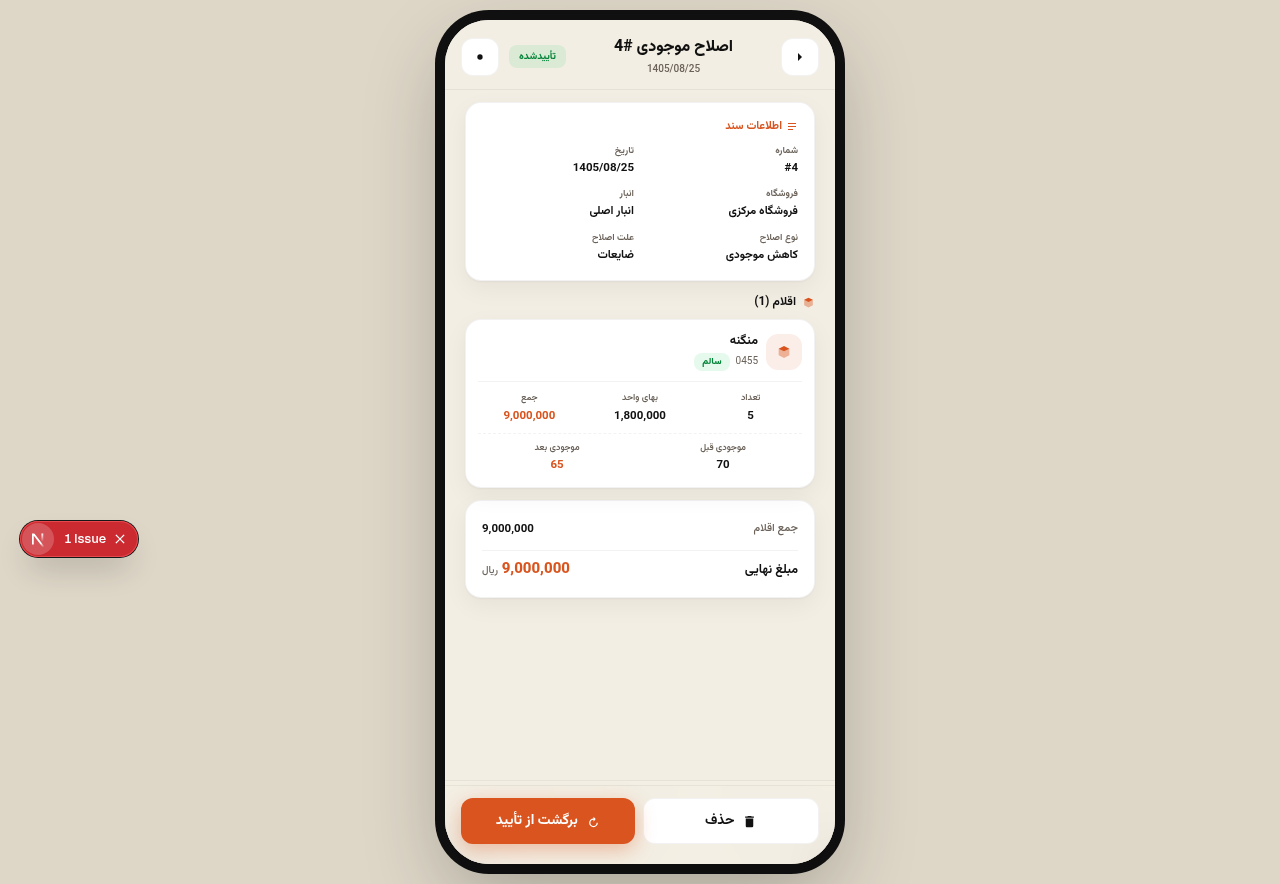 اصلاح موجودی #4
1405/08/25
تأییدشده
اطلاعات سند
شماره
#4
تاریخ
1405/08/25
فروشگاه
فروشگاه مرکزی
انبار
انبار اصلی
نوع اصلاح
کاهش موجودی
علت اصلاح
ضایعات
اقلام (1)
منگنه
0455 سالم
تعداد
5
بهای واحد
1,800,000
جمع
9,000,000
موجودی قبل
70
موجودی بعد
65
جمع اقلام 9,000,000
مبلغ نهایی 9,000,000 ریال
حذف
برگشت از تأیید
N 1 Issue